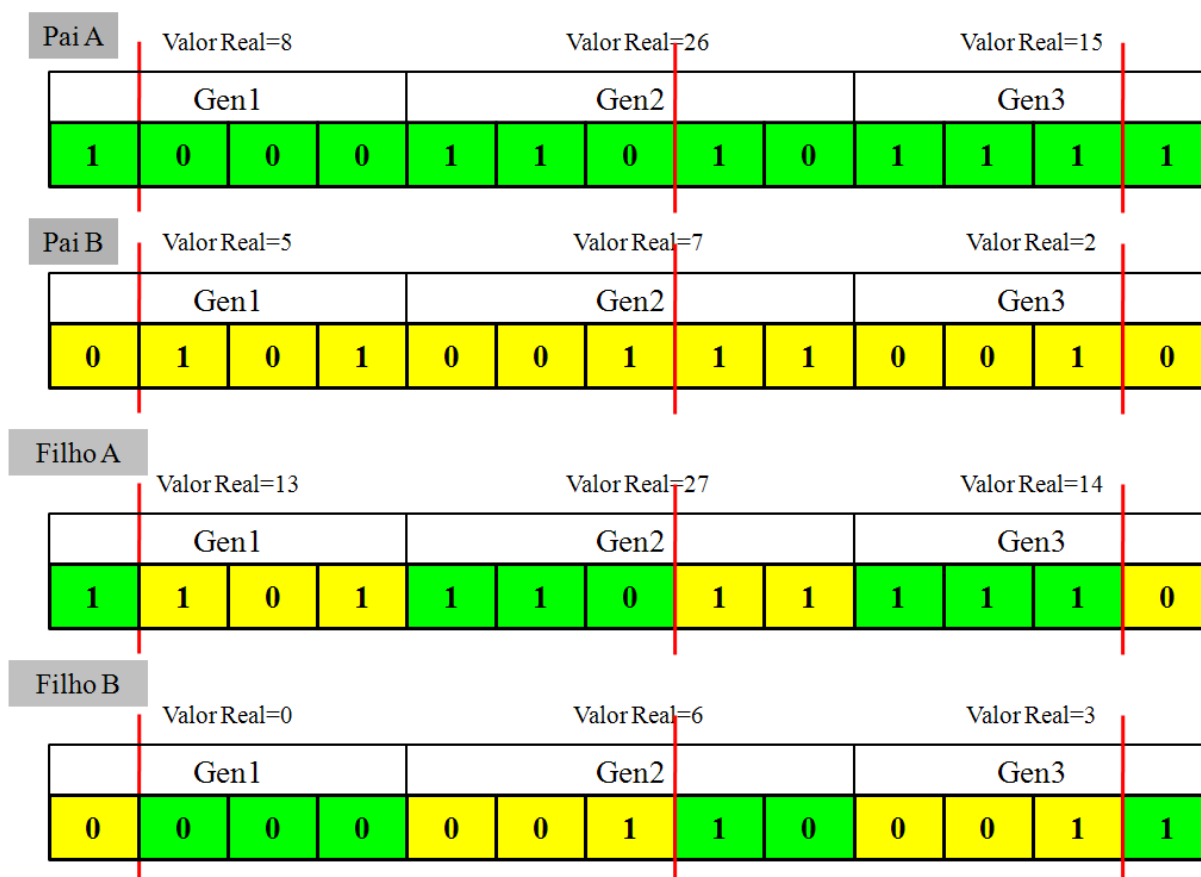 Pai A
Valor Real=8 Valor Real=26 Valor Real=15
Gen1 Gen2 Gen3
1 0 0 0 1 1 0 1 0 1 1 1 1
Pai B
Valor Real=5 Valor Real=7 Valor Real=2
Gen1 Gen2 Gen3
0 1 0 1 0 0 1 1 1 0 0 1 0
Filho A
Valor Real=13 Valor Real=27 Valor Real=14
Gen1 Gen2 Gen3
1 1 0 1 1 1 0 1 1 1 1 1 0
Filho B
Valor Real=0 Valor Real=6 Valor Real=3
Gen1 Gen2 Gen3
0 0 0 0 0 0 1 1 0 0 0 1 1